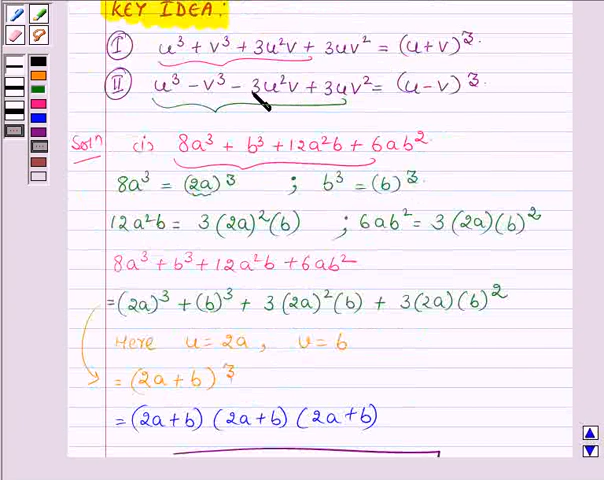 KEY IDEA:
I u³ + v³ + 3u²v + 3uv² = (u+v)³.
II u³ - v³ - 3u²v + 3uv² = (u-v)³.
Solⁿ (i) 8a³ + b³ + 12a²b + 6ab²
8a³ = (2a)³ ; b³ = (b)³.
12a²b = 3(2a)²(b) ; 6ab² = 3(2a)(b)²
8a³ + b³ + 12a²b + 6ab²
= (2a)³ + (b)³ + 3(2a)²(b) + 3(2a)(b)²
Here u = 2a, v = b
= (2a+b)³
= (2a+b) (2a+b) (2a+b)